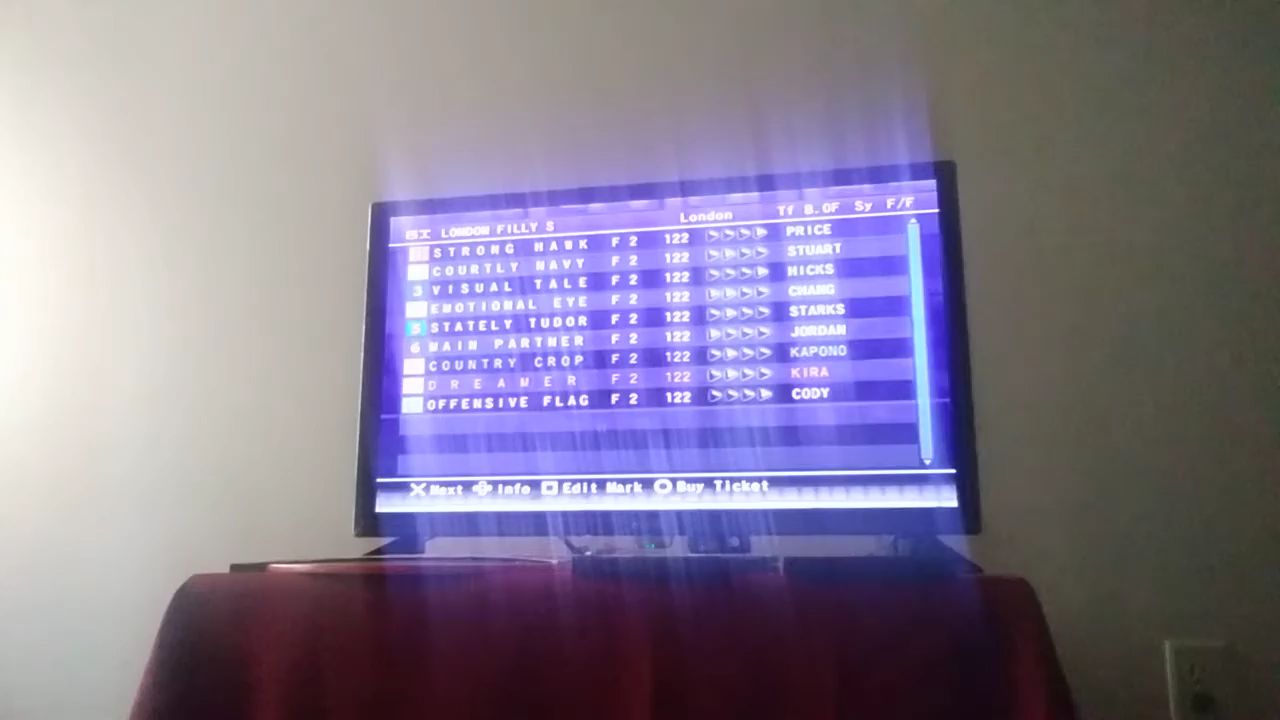 LONDON FILLY S London Tf B.OF Sy F/F
STRONG HAWK F 2 122 PRICE
COURTLY NAVY F 2 122 STUART
3 VISUAL TALE F 2 122 HICKS
EMOTIONAL EYE F 2 122 CHANG
5 STATELY TUDOR F 2 122 STARKS
6 MAIN PARTNER F 2 122 JORDAN
COUNTRY CROP F 2 122 KAPONO
DREAMER F 2 122 KIRA
OFFENSIVE FLAG F 2 122 CODY
Next info Edit Mark Buy Ticket